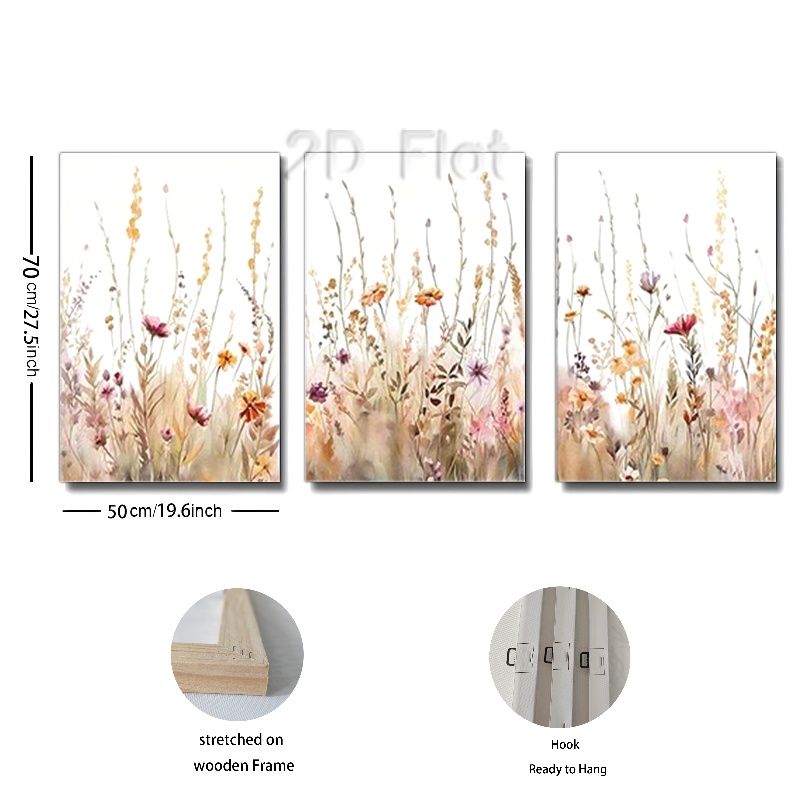 2D Flat
70 cm/27.5inch
50 cm/19.6inch
stretched on
wooden Frame
Hook
Ready to Hang